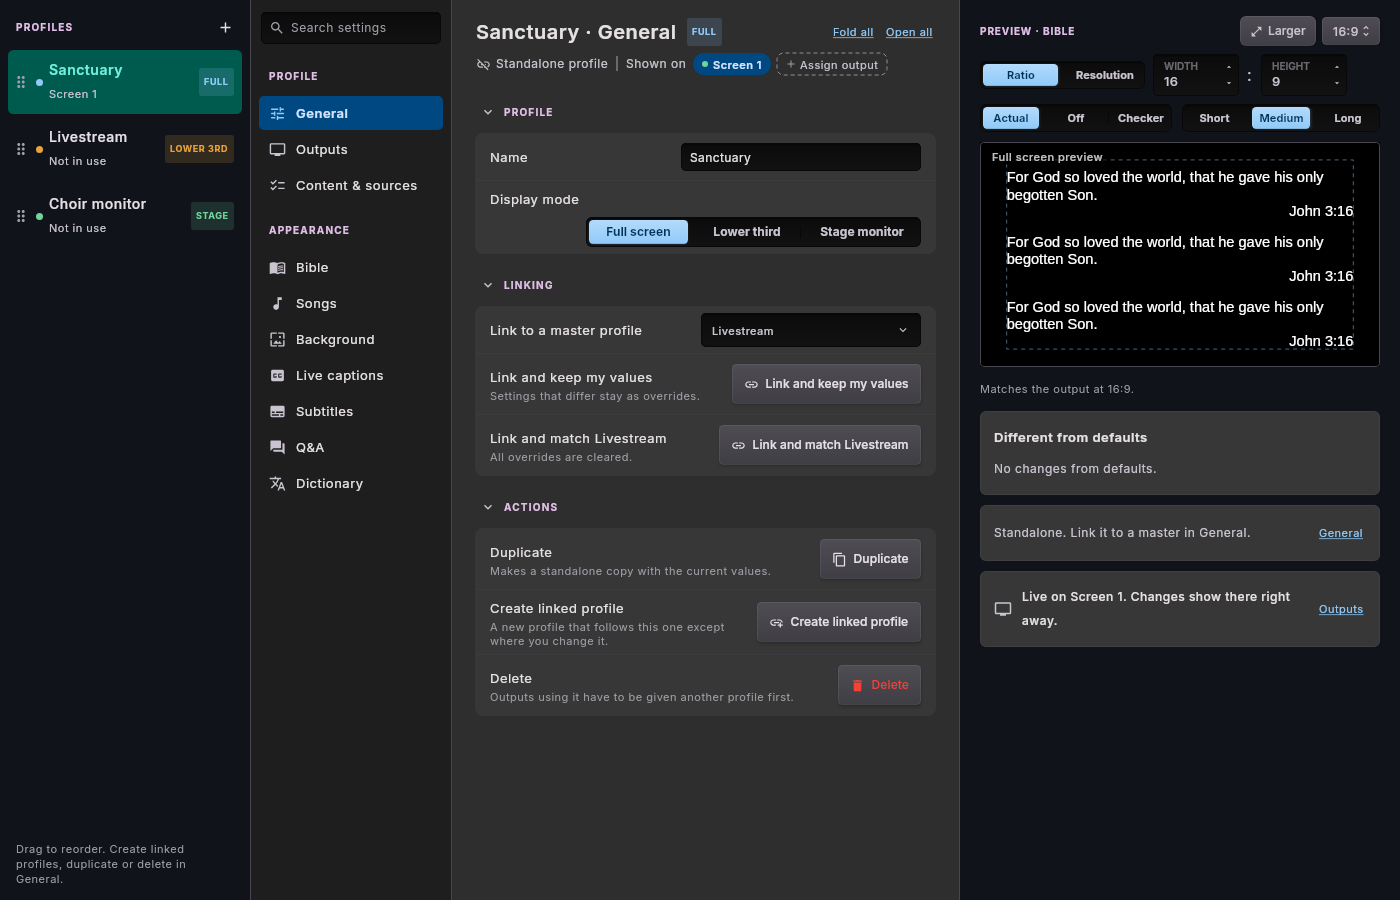 PROFILES
Sanctuary
Screen 1
FULL
Livestream
Not in use
LOWER 3RD
Choir monitor
Not in use
STAGE
Drag to reorder. Create linked
profiles, duplicate or delete in
General.
Search settings
PROFILE
General
Outputs
Content & sources
APPEARANCE
Bible
Songs
Background
Live captions
Subtitles
Q&A
Dictionary
Sanctuary · General
FULL
Fold all
Open all
Standalone profile
Shown on
Screen 1
Assign output
PROFILE
Name
Sanctuary
Display mode
Full screen
Lower third
Stage monitor
LINKING
Link to a master profile
Livestream
Link and keep my values
Settings that differ stay as overrides.
Link and keep my values
Link and match Livestream
All overrides are cleared.
Link and match Livestream
ACTIONS
Duplicate
Makes a standalone copy with the current values.
Duplicate
Create linked profile
A new profile that follows this one except
where you change it.
Create linked profile
Delete
Outputs using it have to be given another profile first.
Delete
PREVIEW · BIBLE
Larger
16:9
Ratio
Resolution
WIDTH
16
:
HEIGHT
9
Actual
Off
Checker
Short
Medium
Long
Full screen preview
For God so loved the world, that he gave his only
begotten Son.
John 3:16
For God so loved the world, that he gave his only
begotten Son.
John 3:16
For God so loved the world, that he gave his only
begotten Son.
John 3:16
Matches the output at 16:9.
Different from defaults
No changes from defaults.
Standalone. Link it to a master in General.
General
Live on Screen 1. Changes show there right
away.
Outputs